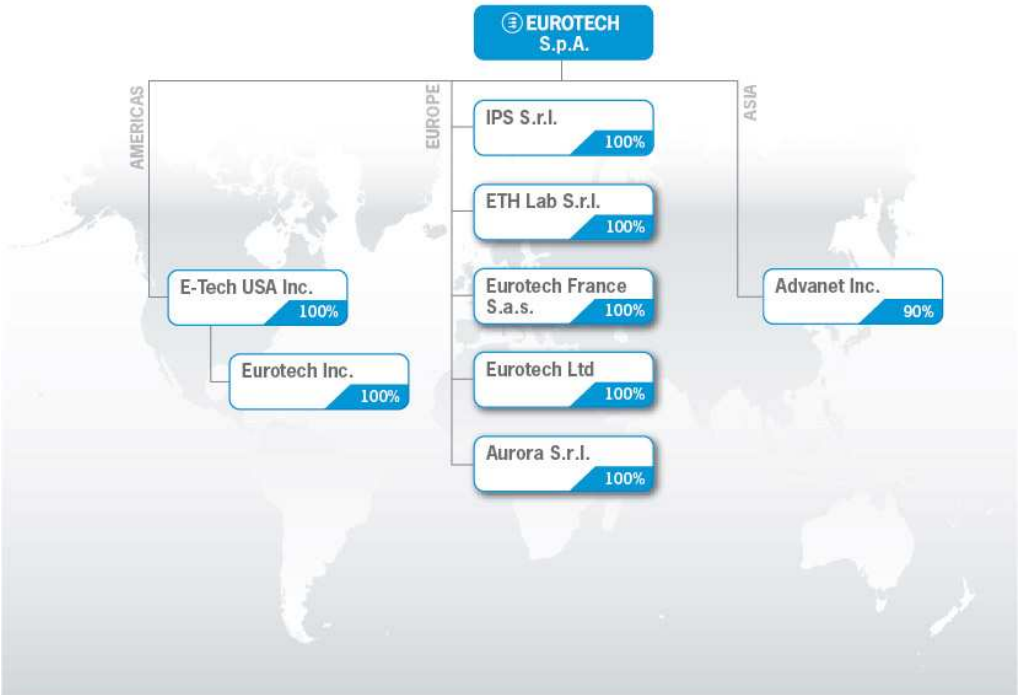 EUROTECH
S.p.A.
AMERICAS
EUROPE
ASIA
IPS S.r.l.
100%
ETH Lab S.r.l.
100%
E-Tech USA Inc.
100%
Eurotech France
S.a.s.
100%
Advanet Inc.
90%
Eurotech Inc.
100%
Eurotech Ltd
100%
Aurora S.r.l.
100%